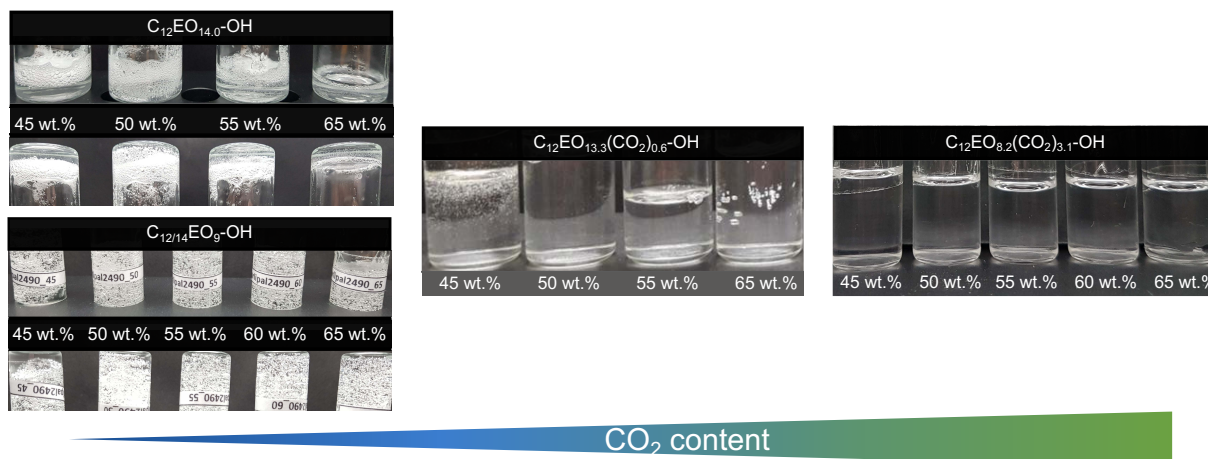 C₁₂EO₁₄.₀-OH
45 wt.% 50 wt.% 55 wt.% 65 wt.%
C₁₂/₁₄EO₉-OH
pal2490_45 pal2490_50 pal2490_55 lpal2490_60 pal2490_65
45 wt.% 50 wt.% 55 wt.% 60 wt.% 65 wt.%
pal2490_45 2490_55 2490_60
C₁₂EO₁₃.₃(CO₂)₀.₆-OH
45 wt.% 50 wt.% 55 wt.% 65 wt.%
C₁₂EO₈.₂(CO₂)₃.₁-OH
45 wt.% 50 wt.% 55 wt.% 60 wt.% 65 wt.%
CO₂ content